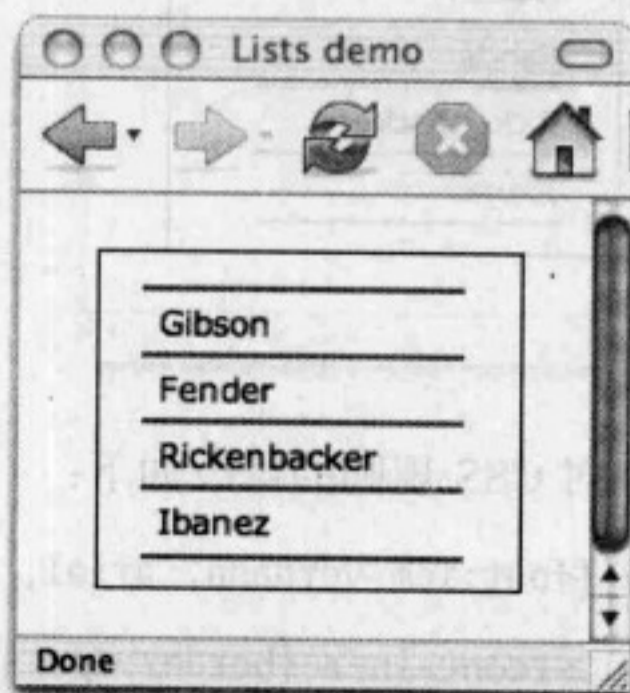 Lists demo
Gibson
Fender
Rickenbacker
Ibanez
Done